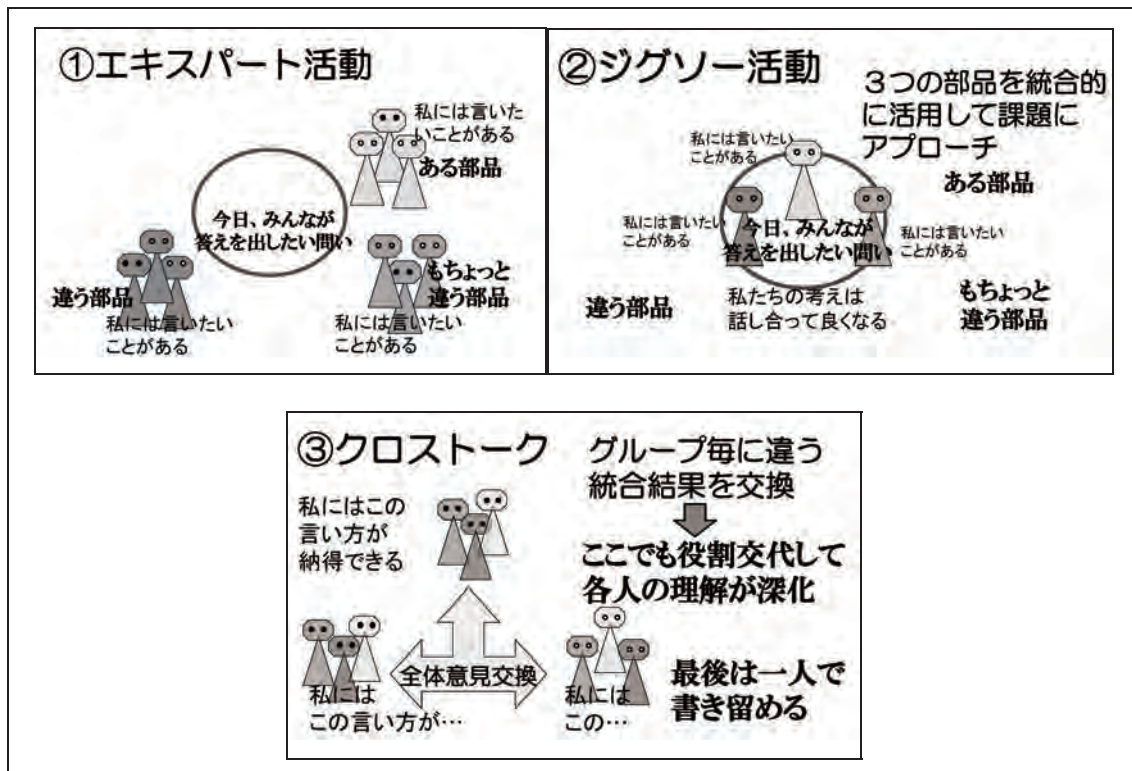 ①エキスパート活動
私には言いた
いことがある
ある部品
今日、みんなが
答えを出したい問い
違う部品
私には言いたい
ことがある
もちょっと
違う部品
私には言いたい
ことがある
②ジグソー活動
3つの部品を統合的
に活用して課題に
アプローチ
私には言いたい
ことがある
ある部品
私には言いたい
ことがある
今日、みんなが
答えを出したい問い
私には言いたい
ことがある
違う部品
私たちの考えは
話し合って良くなる
もちょっと
違う部品
③クロストーク
グループ毎に違う
統合結果を交換
私にはこの
言い方が
納得できる
ここでも役割交代して
各人の理解が深化
全体意見交換
私には
この言い方が…
私には
この…
最後は一人で
書き留める